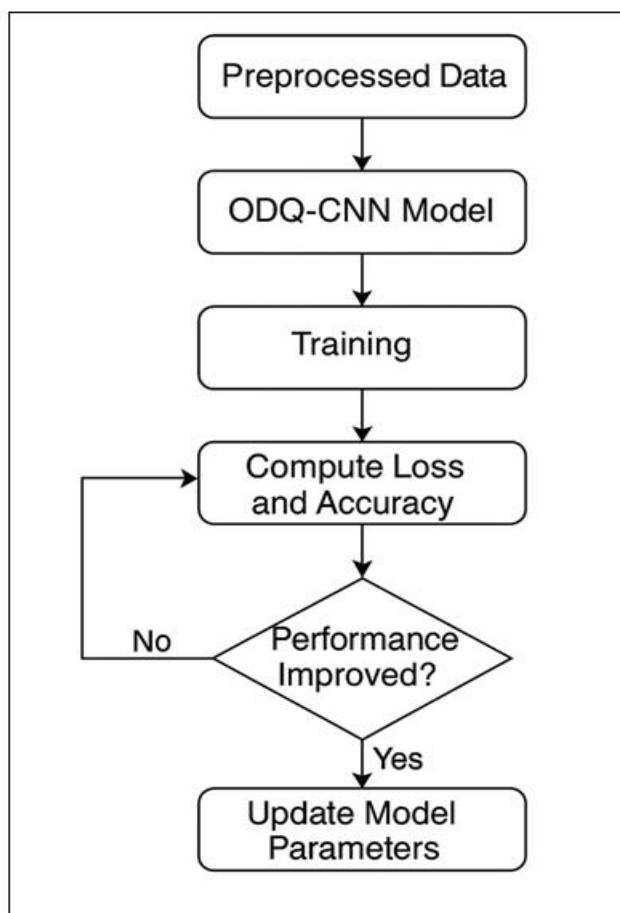 Preprocessed Data
ODQ-CNN Model
Training
Compute Loss
and Accuracy
No
Performance
Improved?
Yes
Update Model
Parameters